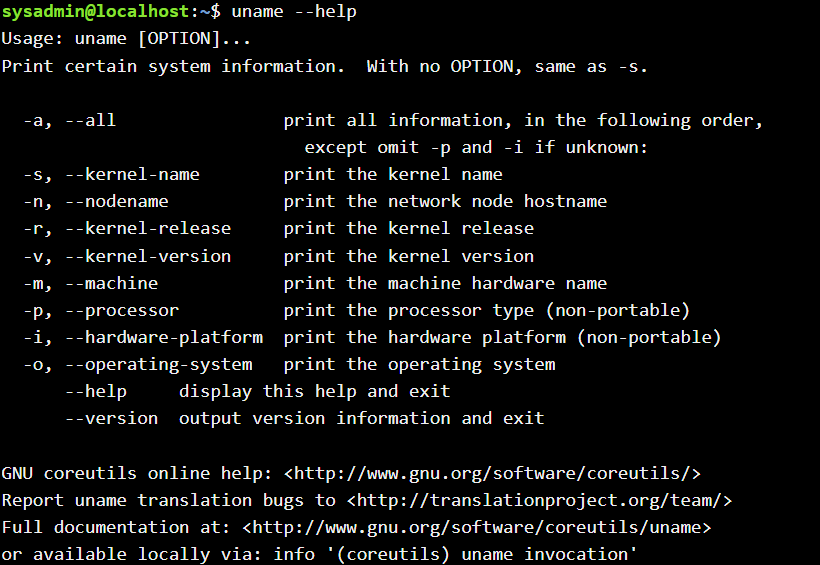 sysadmin@localhost:~$ uname --help
Usage: uname [OPTION]...
Print certain system information.  With no OPTION, same as -s.

  -a, --all                print all information, in the following order,
                             except omit -p and -i if unknown:
  -s, --kernel-name        print the kernel name
  -n, --nodename           print the network node hostname
  -r, --kernel-release     print the kernel release
  -v, --kernel-version     print the kernel version
  -m, --machine            print the machine hardware name
  -p, --processor          print the processor type (non-portable)
  -i, --hardware-platform  print the hardware platform (non-portable)
  -o, --operating-system   print the operating system
      --help     display this help and exit
      --version  output version information and exit

GNU coreutils online help: <http://www.gnu.org/software/coreutils/>
Report uname translation bugs to <http://translationproject.org/team/>
Full documentation at: <http://www.gnu.org/software/coreutils/uname>
or available locally via: info '(coreutils) uname invocation'